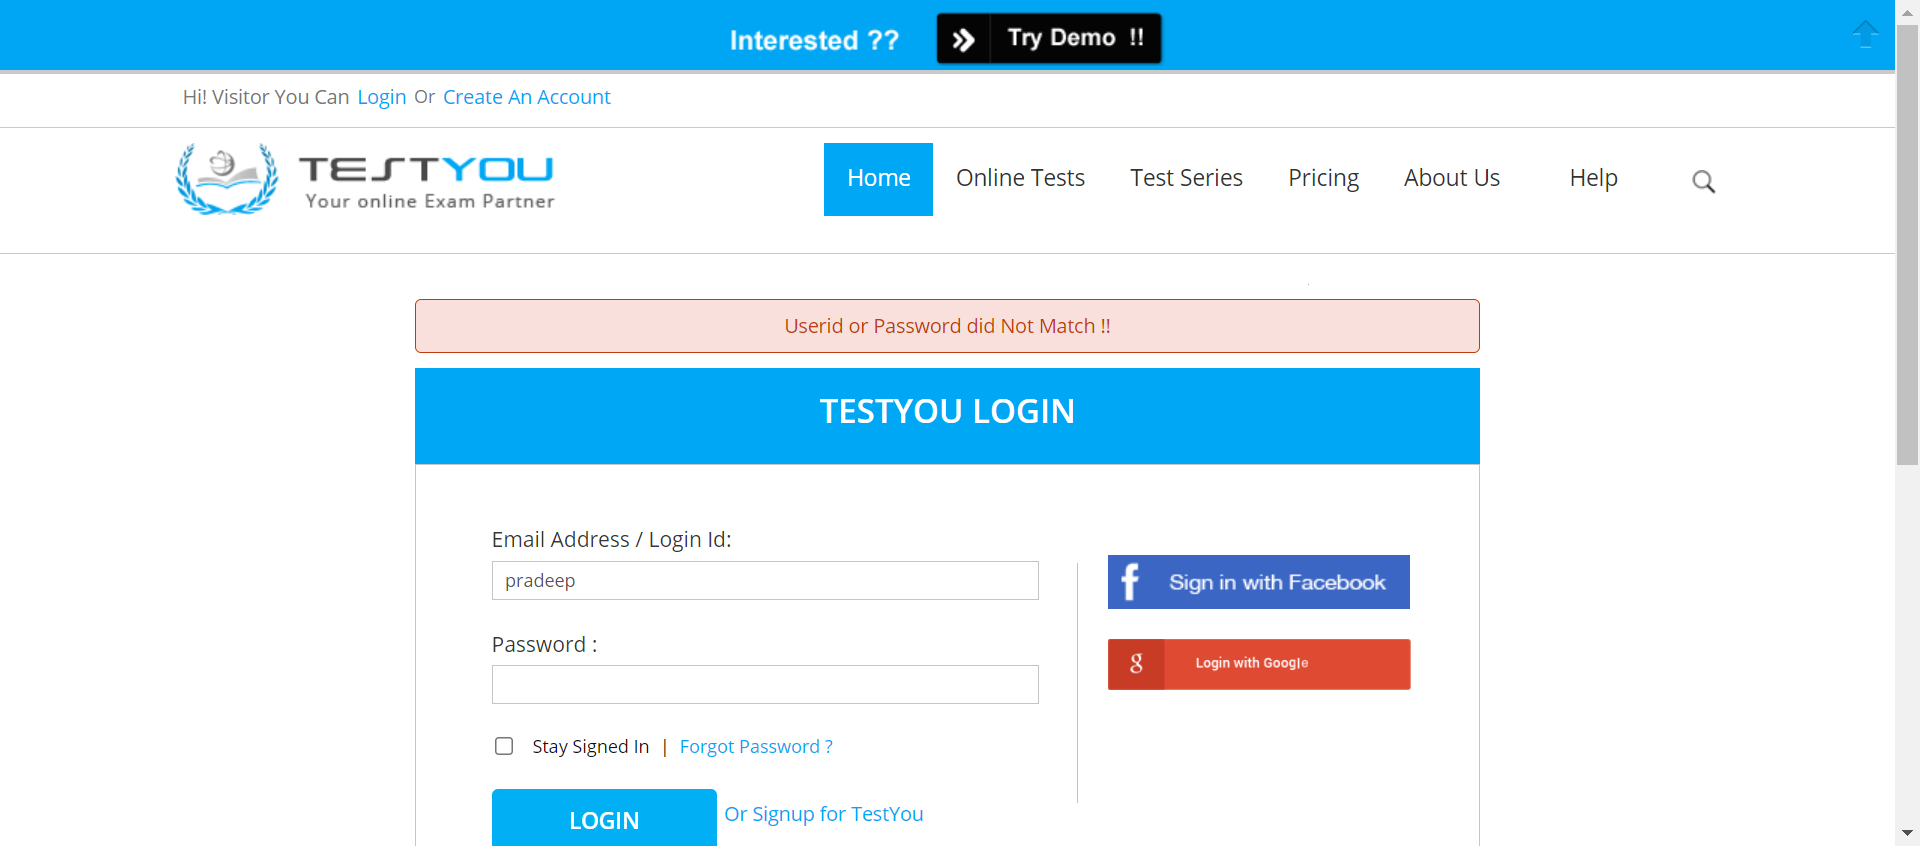 Interested ?? Try Demo !!
Hi! Visitor You Can Login Or Create An Account
TESTYOU
Your online Exam Partner
Home Online Tests Test Series Pricing About Us Help
Userid or Password did Not Match !!
TESTYOU LOGIN
Email Address / Login Id:
pradeep
Password :
Stay Signed In | Forgot Password ?
LOGIN Or Signup for TestYou
f Sign in with Facebook
g Login with Google